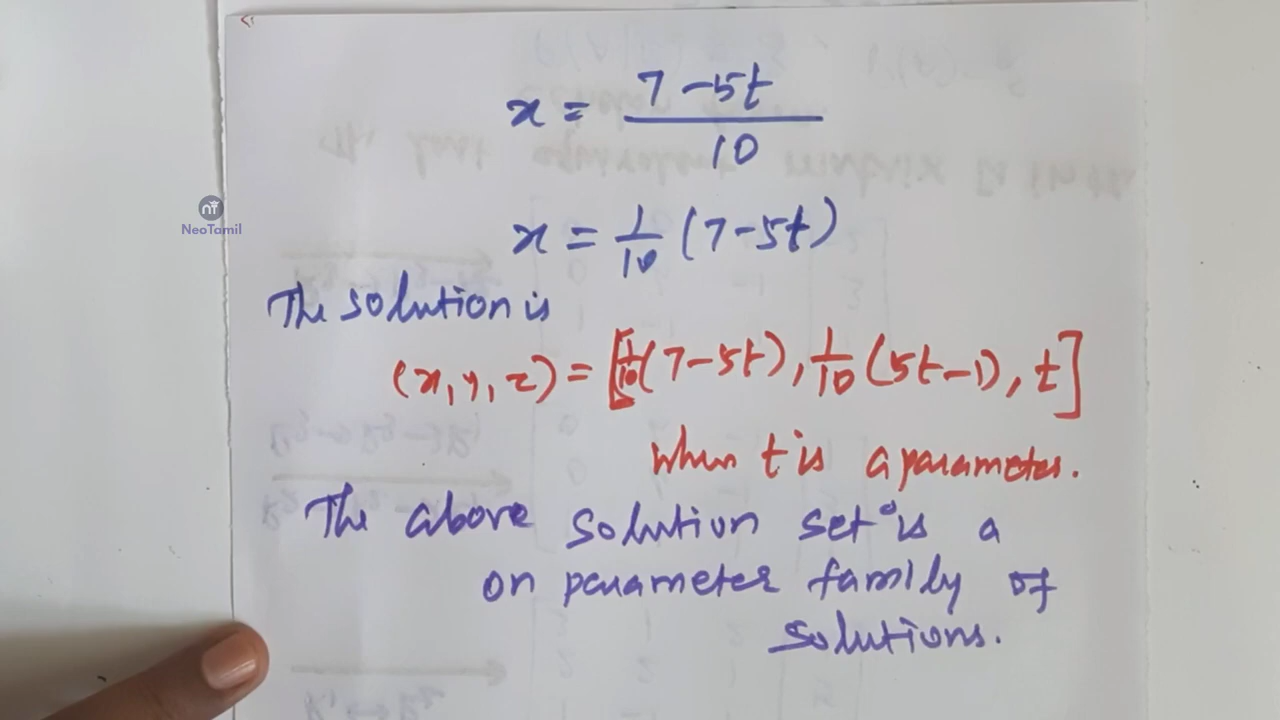 x = 7-5t
10
x = 1/10 (7-5t)
NeoTamil
The solution is
(x, y, z) = [1/10(7-5t), 1/10(5t-1), t]
when t is a parameter.
The above solution set is a
on parameter family of
solutions.